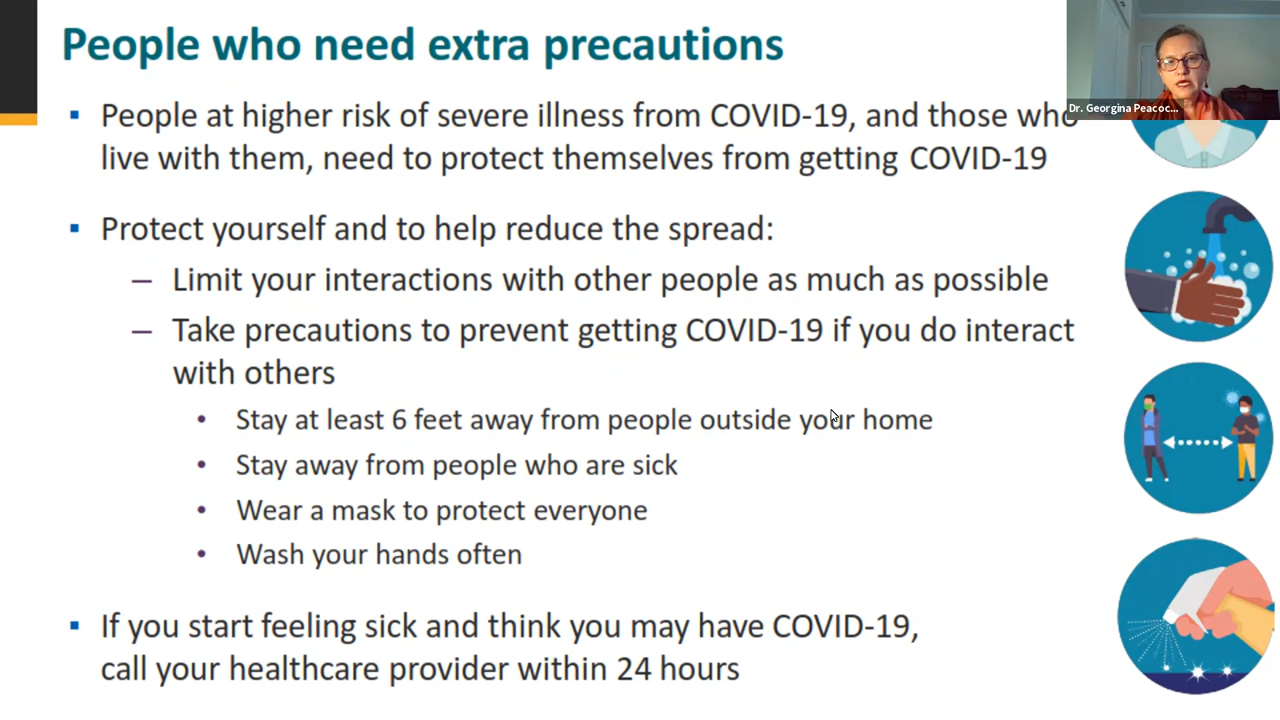 People who need extra precautions
Dr. Georgina Peacoc...
▪ People at higher risk of severe illness from COVID-19, and those who
live with them, need to protect themselves from getting COVID-19
▪ Protect yourself and to help reduce the spread:
– Limit your interactions with other people as much as possible
– Take precautions to prevent getting COVID-19 if you do interact
with others
• Stay at least 6 feet away from people outside your home
• Stay away from people who are sick
• Wear a mask to protect everyone
• Wash your hands often
▪ If you start feeling sick and think you may have COVID-19,
call your healthcare provider within 24 hours